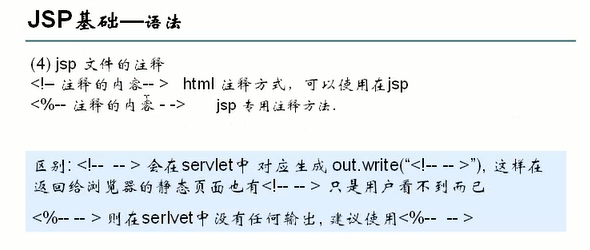 JSP基础—语法
(4) jsp 文件的注释
<!-- 注释的内容-- >   html 注释方式，可以使用在jsp
<%-- 注释的内容 - ->     jsp 专用注释方法.
区别: <!-- -- > 会在servlet中 对应生成 out.write(“<!-- -- >”), 这样在
返回给浏览器的静态页面也有<!-- -- > 只是用户看不到而已
<%-- -- > 则在serlvet中没有任何输出, 建议使用<%-- -- >